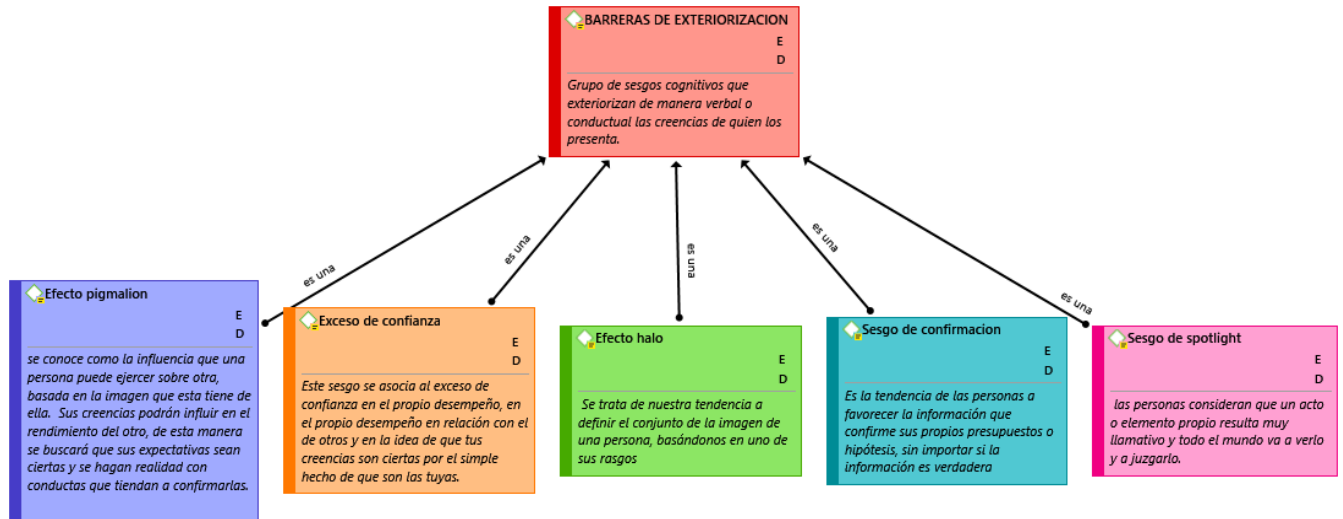 BARRERAS DE EXTERIORIZACION
E
D
Grupo de sesgos cognitivos que
exteriorizan de manera verbal o
conductual las creencias de quien los
presenta.
es una
es una
es una
es una
es una
Efecto pigmalion
E
D
se conoce como la influencia que una
persona puede ejercer sobre otra,
basada en la imagen que esta tiene de
ella. Sus creencias podrán influir en el
rendimiento del otro, de esta manera
se buscará que sus expectativas sean
ciertas y se hagan realidad con
conductas que tiendan a confirmarlas.
Exceso de confianza
E
D
Este sesgo se asocia al exceso de
confianza en el propio desempeño, en
el propio desempeño en relación con el
de otros y en la idea de que tus
creencias son ciertas por el simple
hecho de que son las tuyas.
Efecto halo
E
D
Se trata de nuestra tendencia a
definir el conjunto de la imagen de
una persona, basándonos en uno de
sus rasgos
Sesgo de confirmacion
E
D
Es la tendencia de las personas a
favorecer la información que
confirme sus propios presupuestos o
hipótesis, sin importar si la
información es verdadera
Sesgo de spotlight
E
D
las personas consideran que un acto
o elemento propio resulta muy
llamativo y todo el mundo va a verlo
y a juzgarlo.